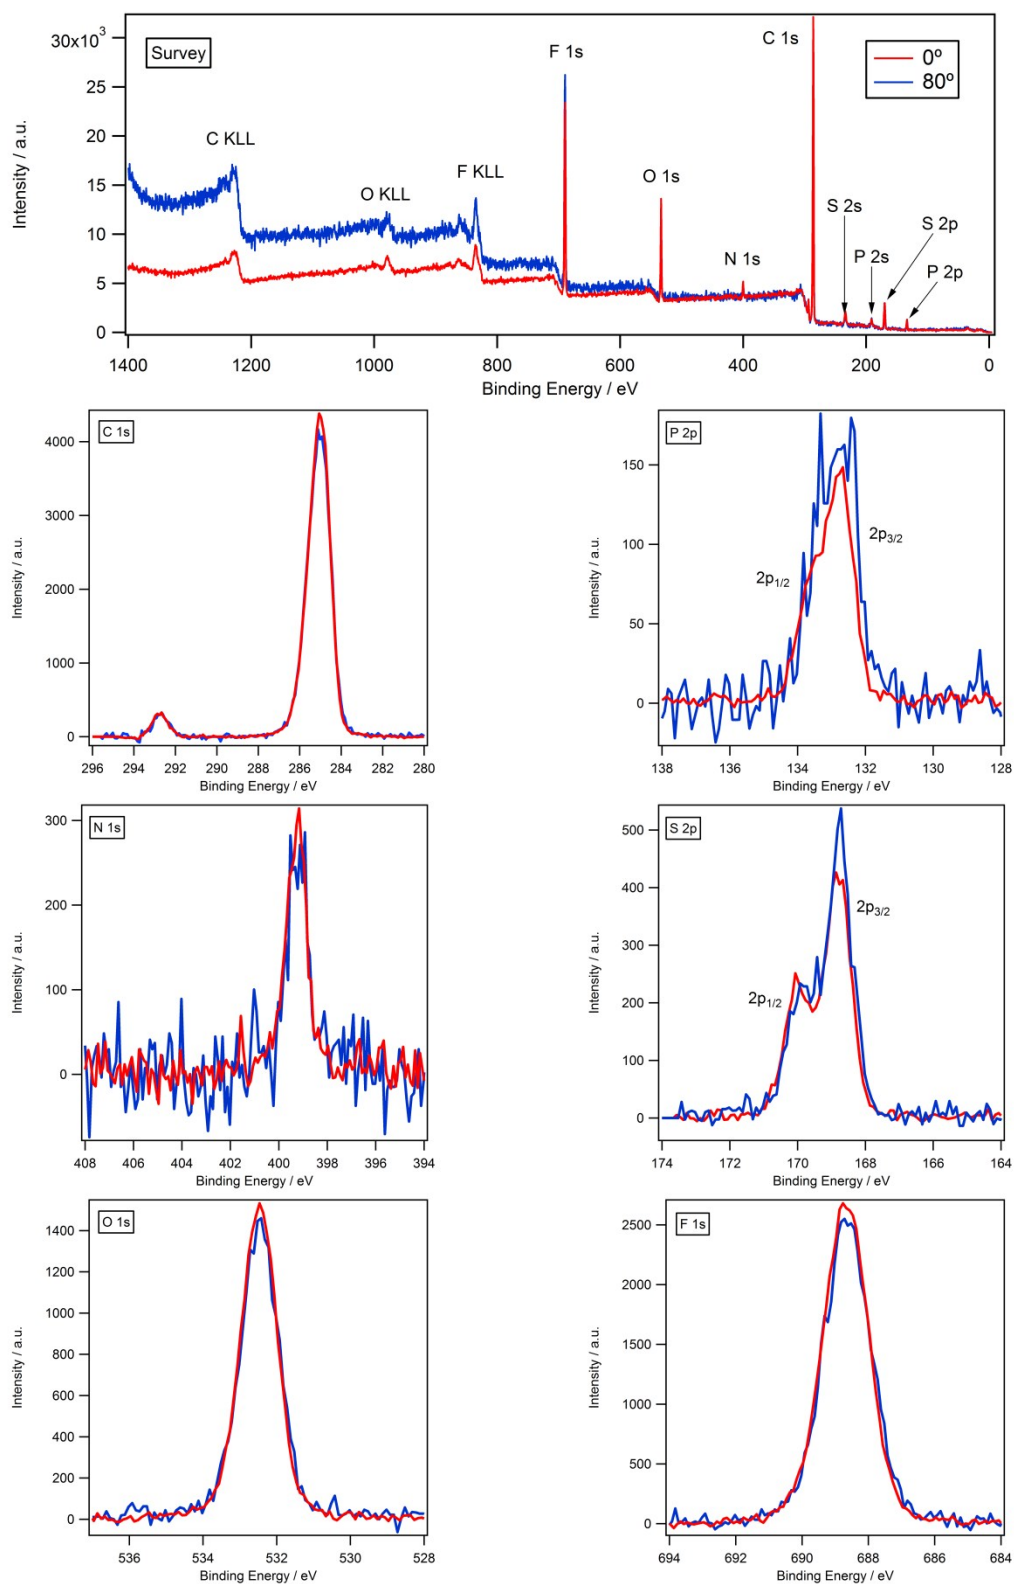 Survey
30x10³
25
20
15
10
5
0
Intensity / a.u.
C KLL
O KLL
F KLL
F 1s
O 1s
N 1s
C 1s
S 2s
P 2s
S 2p
P 2p
0º
80º
1400 1200 1000 800 600 400 200 0
Binding Energy / eV
C 1s
4000
3000
2000
1000
0
Intensity / a.u.
296 294 292 290 288 286 284 282 280
Binding Energy / eV
P 2p
150
100
50
0
Intensity / a.u.
2p1/2
2p3/2
138 136 134 132 130 128
Binding Energy / eV
N 1s
300
200
100
0
Intensity / a.u.
408 406 404 402 400 398 396 394
Binding Energy / eV
S 2p
500
400
300
200
100
0
Intensity / a.u.
2p1/2
2p3/2
174 172 170 168 166 164
Binding Energy / eV
O 1s
1400
1200
1000
800
600
400
200
0
Intensity / a.u.
536 534 532 530 528
Binding Energy / eV
F 1s
2500
2000
1500
1000
500
0
Intensity / a.u.
694 692 690 688 686 684
Binding Energy / eV